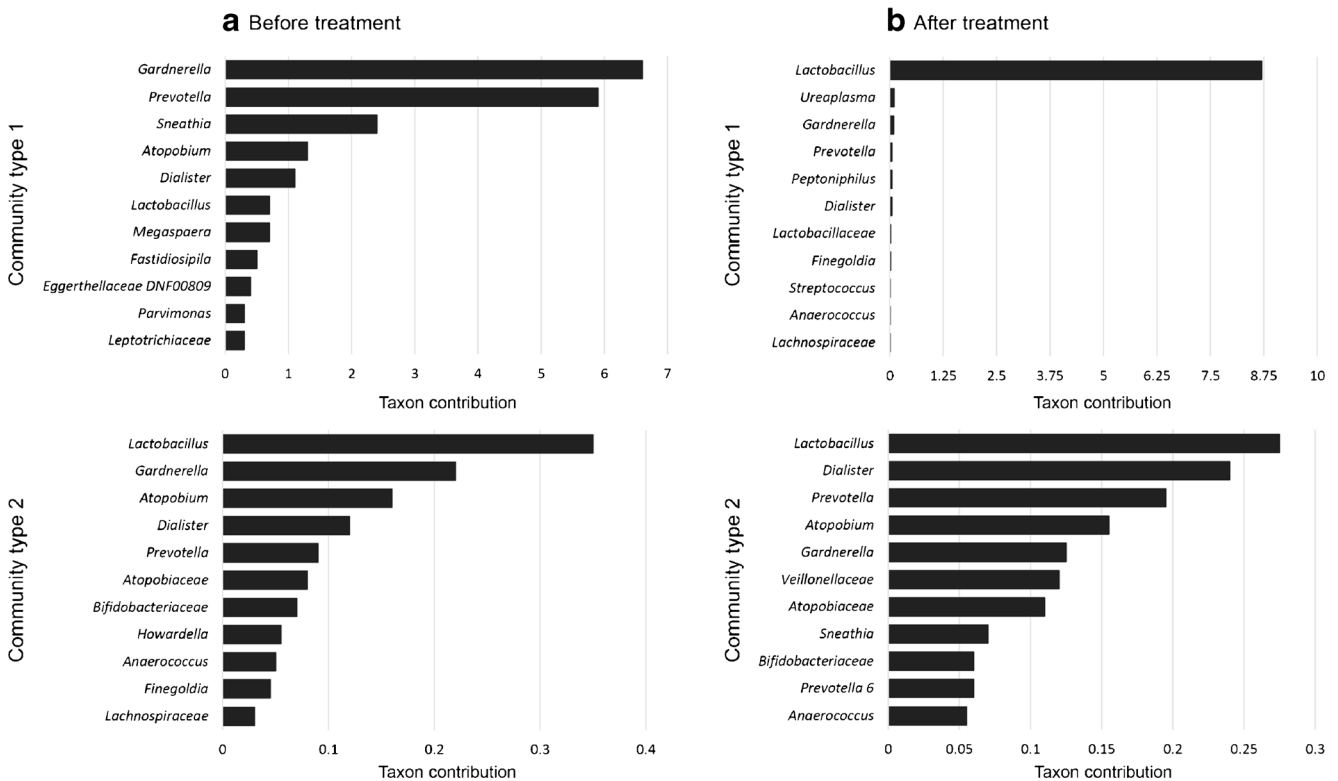 a Before treatment
Community type 1
Gardnerella
Prevotella
Sneathia
Atopobium
Dialister
Lactobacillus
Megaspaera
Fastidiosipila
Eggerthellaceae DNF00809
Parvimonas
Leptotrichiaceae
0 1 2 3 4 5 6 7
Taxon contribution
b After treatment
Community type 1
Lactobacillus
Ureaplasma
Gardnerella
Prevotella
Peptoniphilus
Dialister
Lactobacillaceae
Finegoldia
Streptococcus
Anaerococcus
Lachnospiraceae
0 1.25 2.5 3.75 5 6.25 7.5 8.75 10
Taxon contribution
Community type 2
Lactobacillus
Gardnerella
Atopobium
Dialister
Prevotella
Atopobiaceae
Bifidobacteriaceae
Howardella
Anaerococcus
Finegoldia
Lachnospiraceae
0 0.1 0.2 0.3 0.4
Taxon contribution
Community type 2
Lactobacillus
Dialister
Prevotella
Atopobium
Gardnerella
Veillonellaceae
Atopobiaceae
Sneathia
Bifidobacteriaceae
Prevotella 6
Anaerococcus
0 0.05 0.1 0.15 0.2 0.25 0.3
Taxon contribution